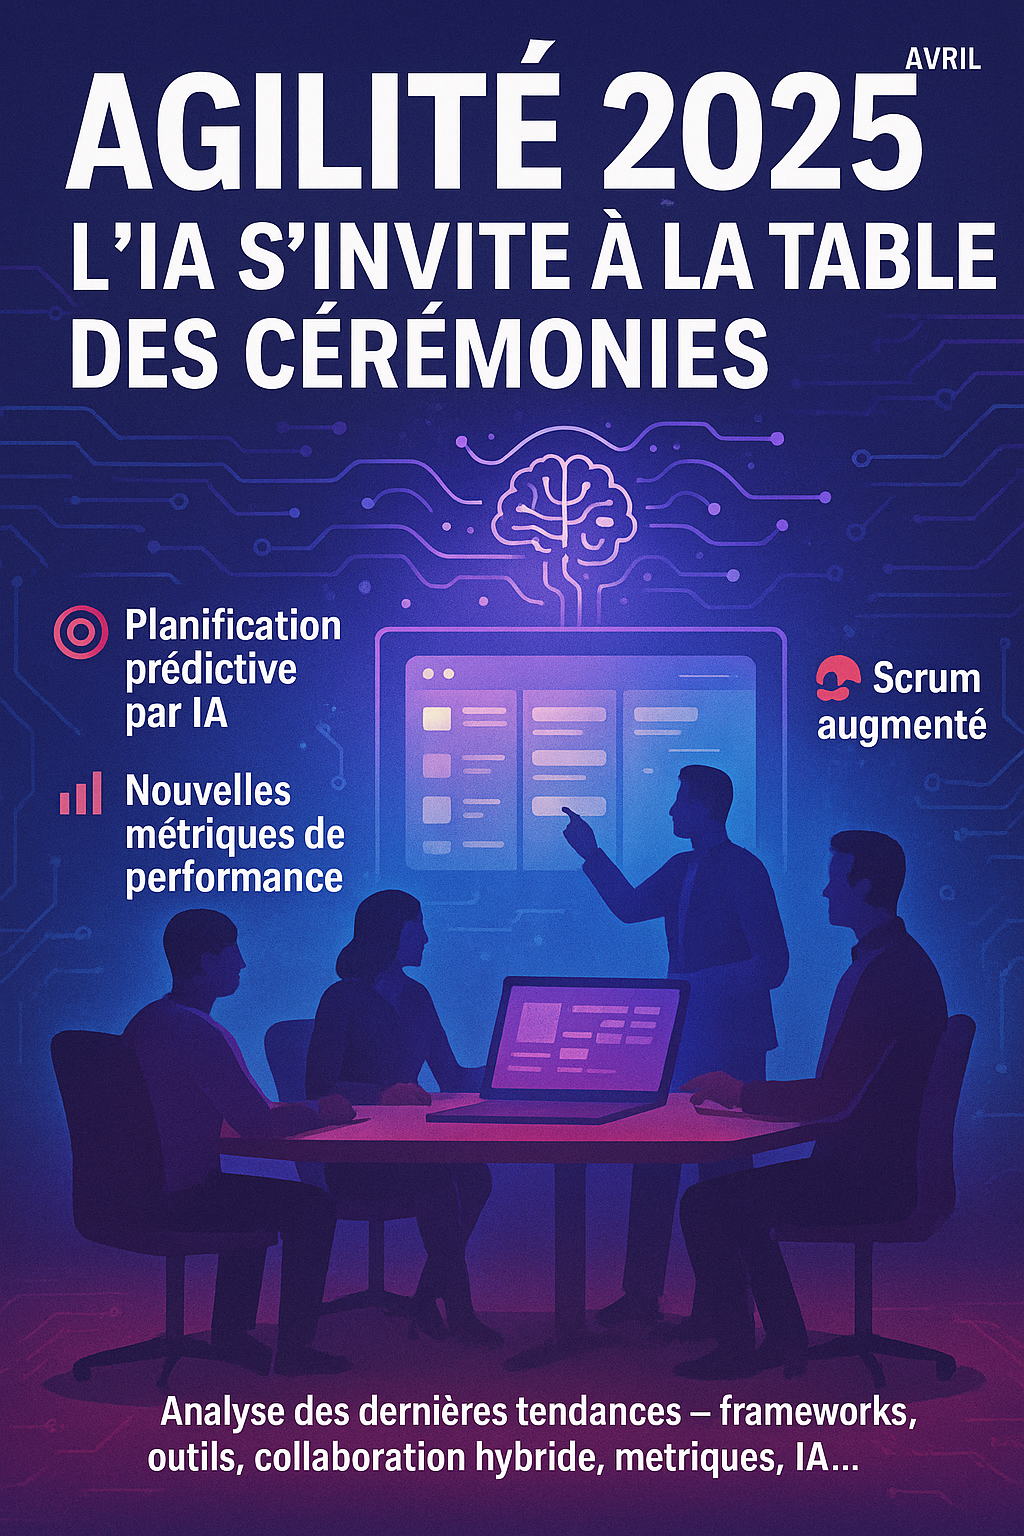 AVRIL
AGILITÉ 2025
L’IA S’INVITE À LA TABLE
DES CÉRÉMONIES
Planification
prédictive
par IA
Scrum
augmenté
Nouvelles
métriques de
performance
Analyse des dernières tendances – frameworks,
outils, collaboration hybride, metriques, IA...